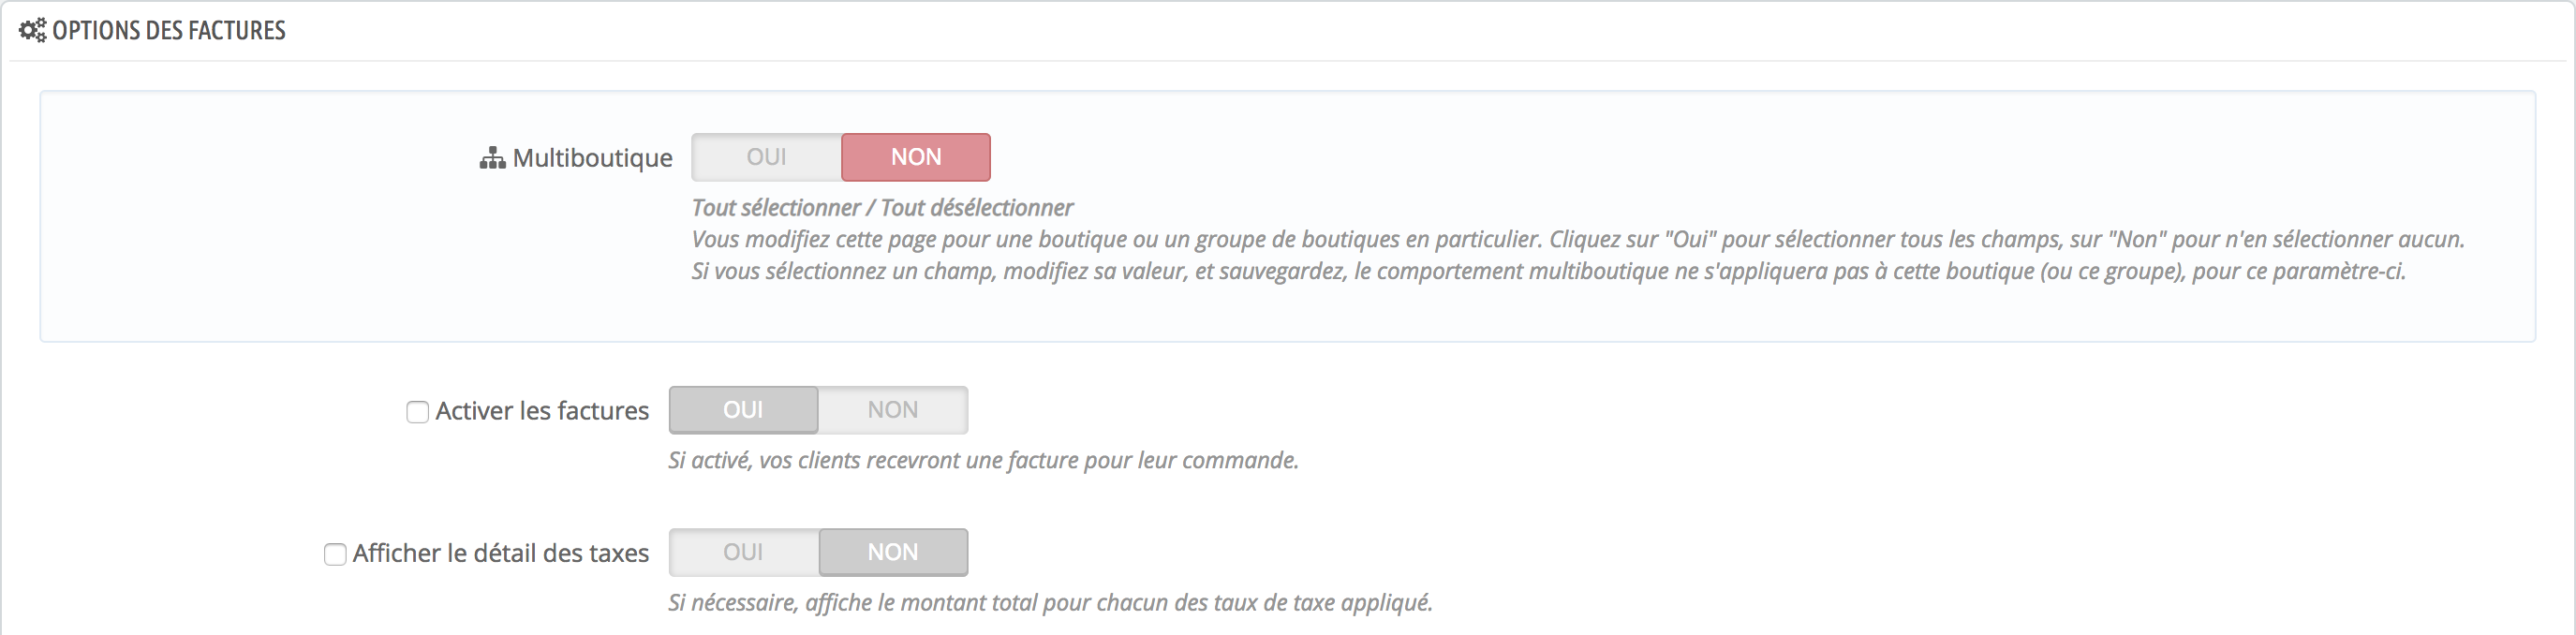 OPTIONS DES FACTURES
Multiboutique OUI NON
Tout sélectionner / Tout désélectionner
Vous modifiez cette page pour une boutique ou un groupe de boutiques en particulier. Cliquez sur "Oui" pour sélectionner tous les champs, sur "Non" pour n'en sélectionner aucun.
Si vous sélectionnez un champ, modifiez sa valeur, et sauvegardez, le comportement multiboutique ne s'appliquera pas à cette boutique (ou ce groupe), pour ce paramètre-ci.
Activer les factures OUI NON
Si activé, vos clients recevront une facture pour leur commande.
Afficher le détail des taxes OUI NON
Si nécessaire, affiche le montant total pour chacun des taux de taxe appliqué.